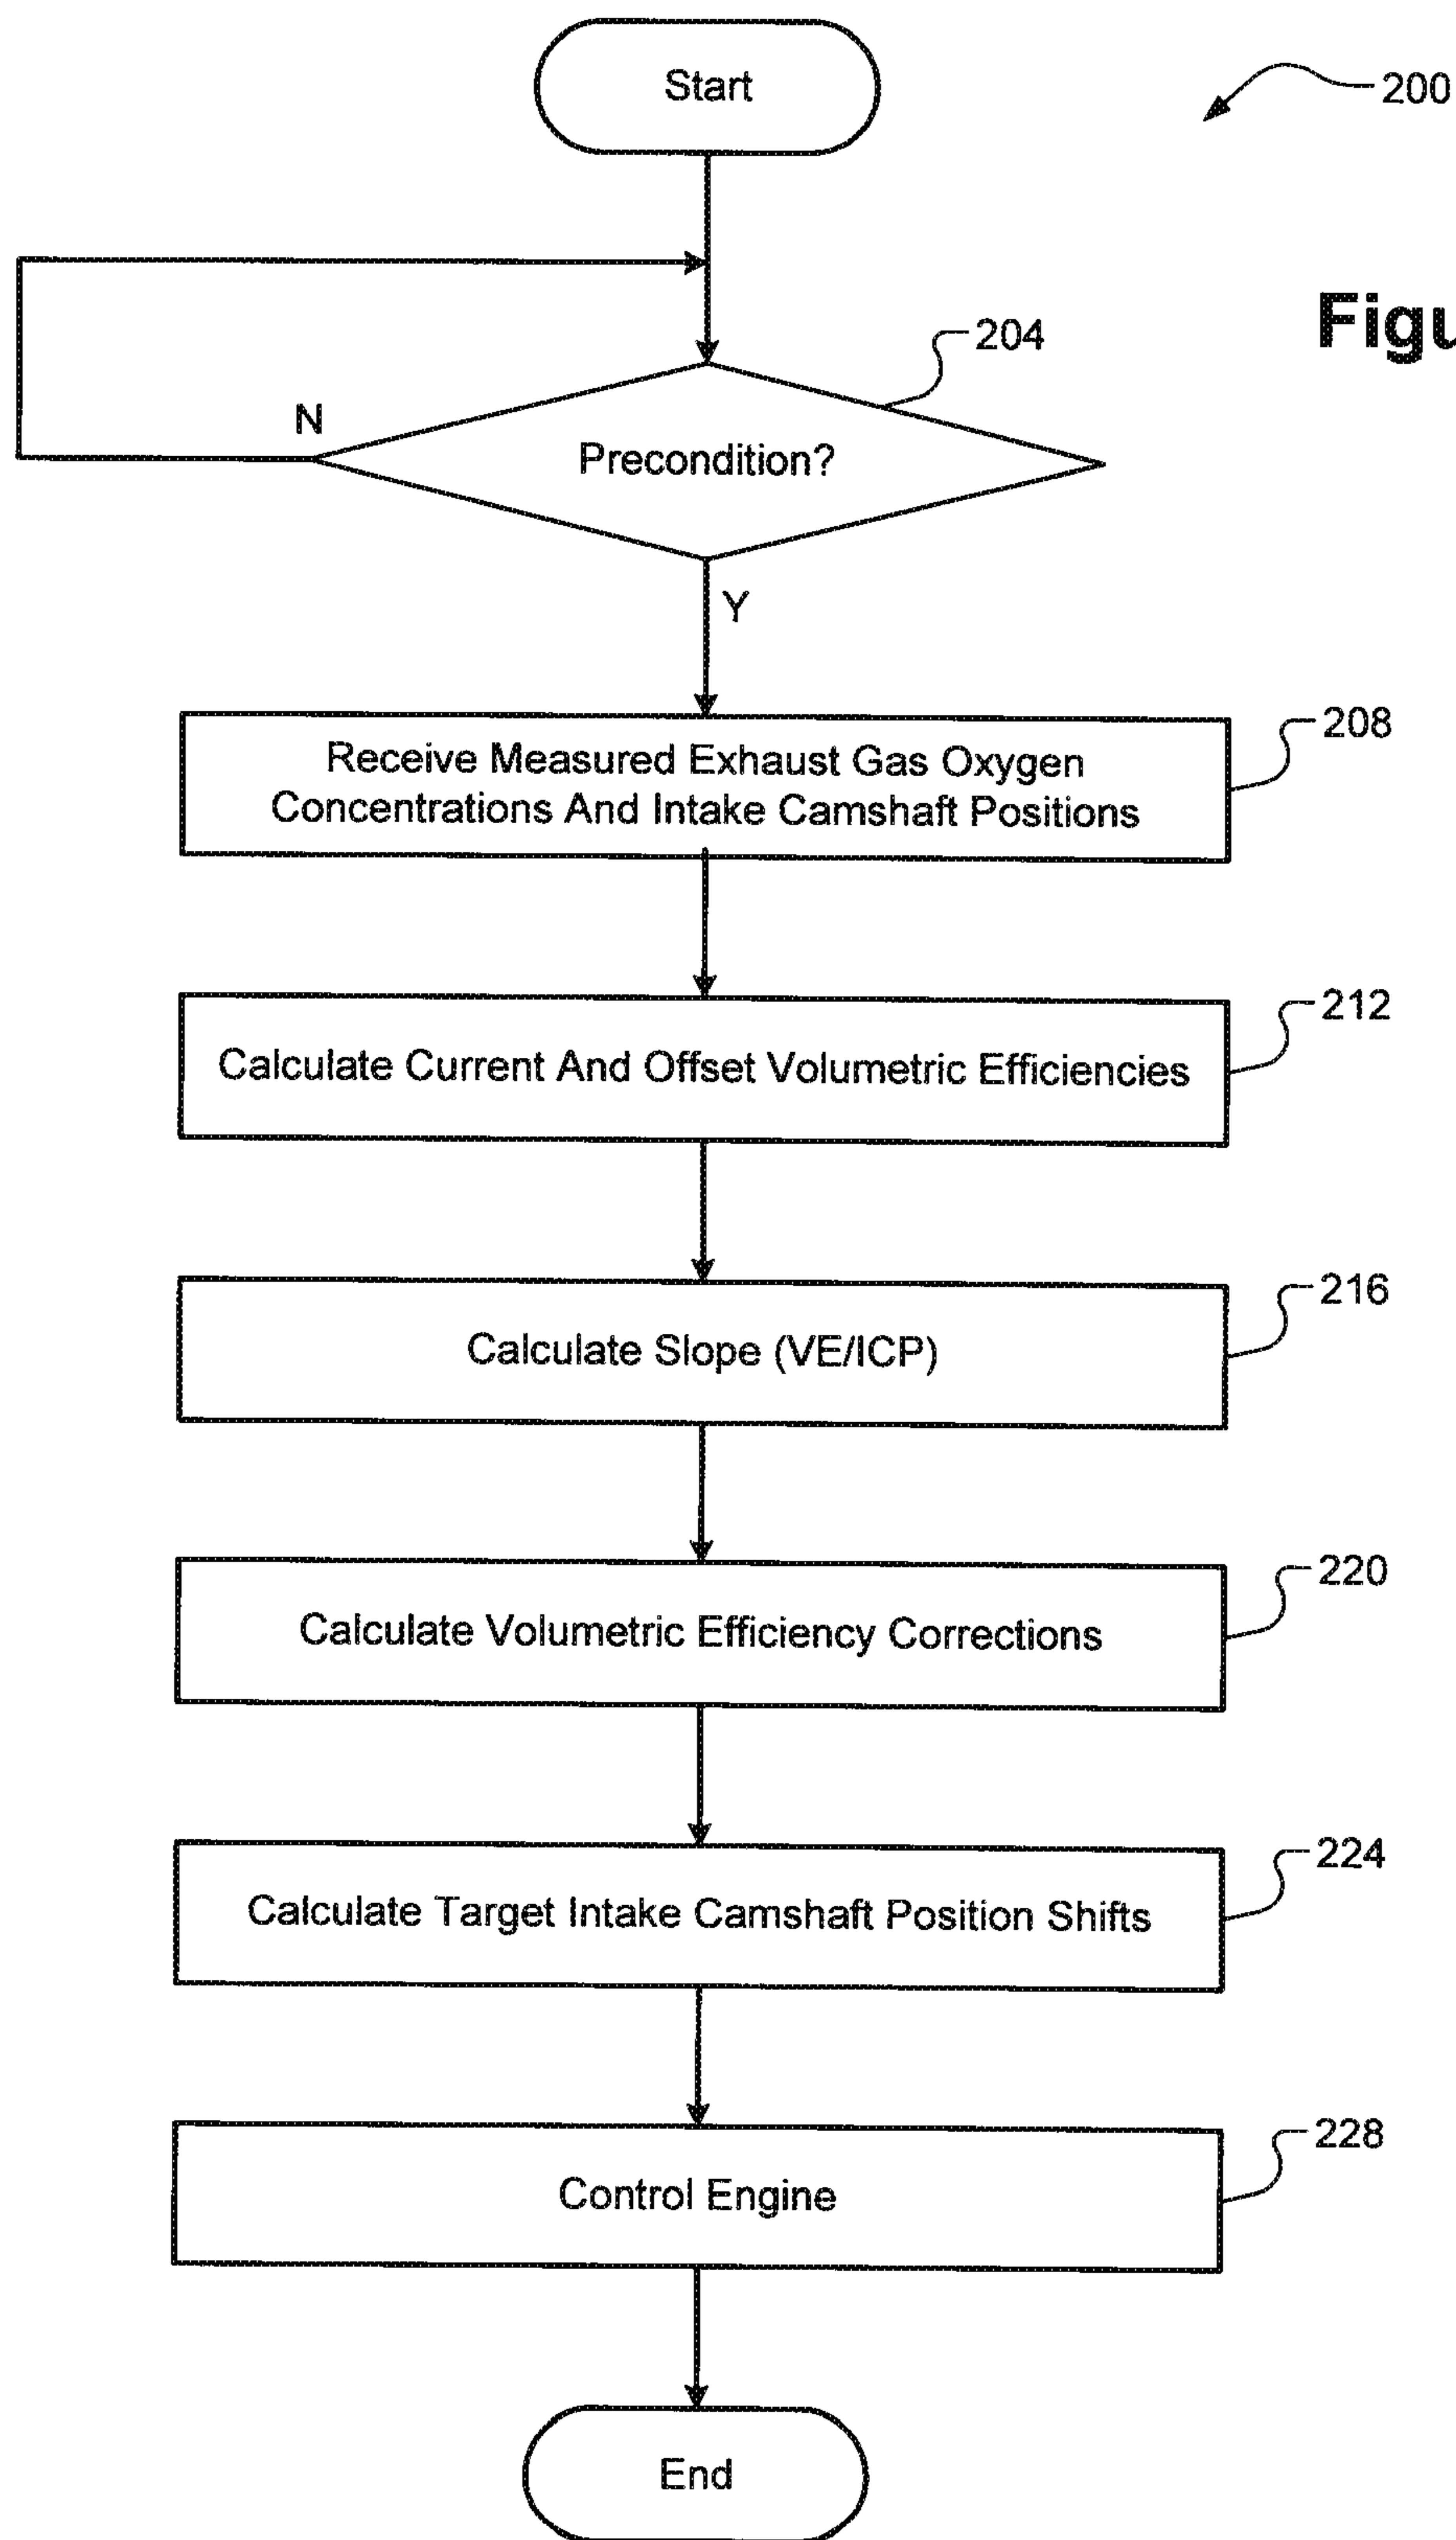 Start
200
Figu
204
N
Precondition?
Y
Receive Measured Exhaust Gas Oxygen
Concentrations And Intake Camshaft Positions
208
Calculate Current And Offset Volumetric Efficiencies
212
Calculate Slope (VE/ICP)
216
Calculate Volumetric Efficiency Corrections
220
Calculate Target Intake Camshaft Position Shifts
224
Control Engine
228
End